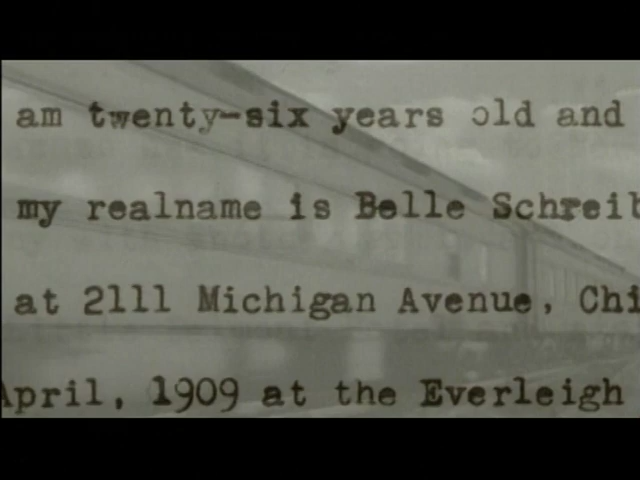 am twenty-six years old and
my realname is Belle Schreib
at 2111 Michigan Avenue, Chi
April, 1909 at the Everleigh